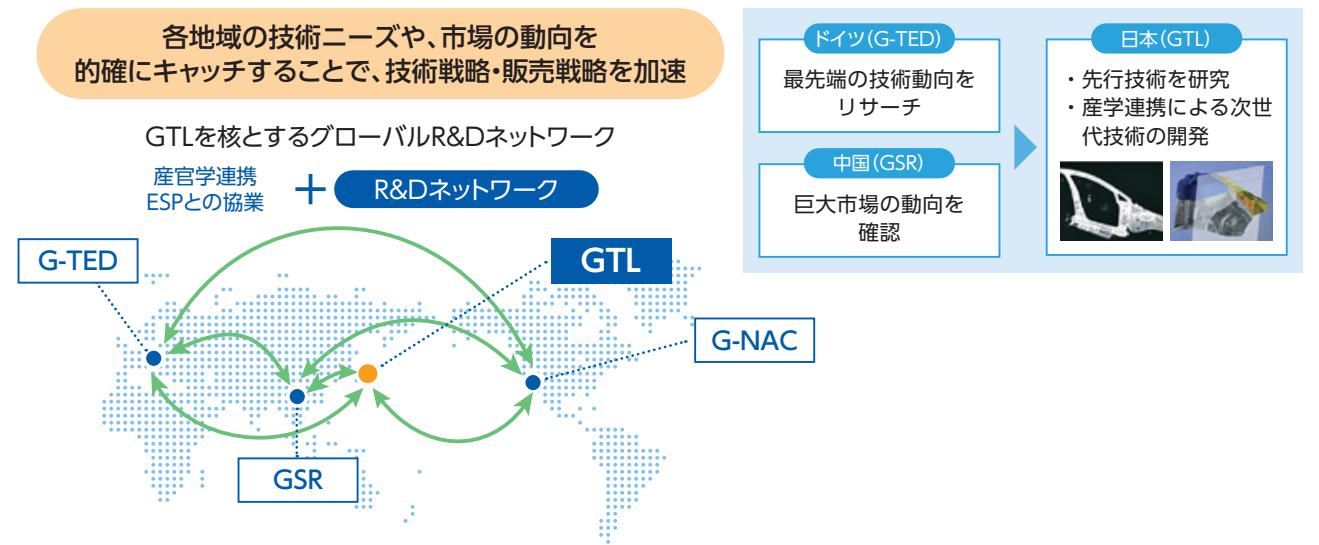 各地域の技術ニーズや、市場の動向を
的確にキャッチすることで、技術戦略・販売戦略を加速
GTLを核とするグローバルR&Dネットワーク
産官学連携
ESPとの協業
+
R&Dネットワーク
G-TED
GTL
G-NAC
GSR
ドイツ(G-TED)
最先端の技術動向を
リサーチ
中国(GSR)
巨大市場の動向を
確認
日本(GTL)
・先行技術を研究
・産学連携による次世
代技術の開発